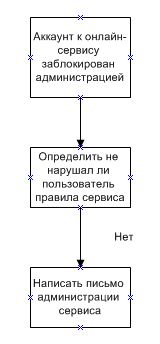 Аккаунт к онлайн-
сервису
заблокирован
администрацией
Определить не
нарушал ли
пользователь
правила сервиса
Нет
Написать письмо
администрации
сервиса